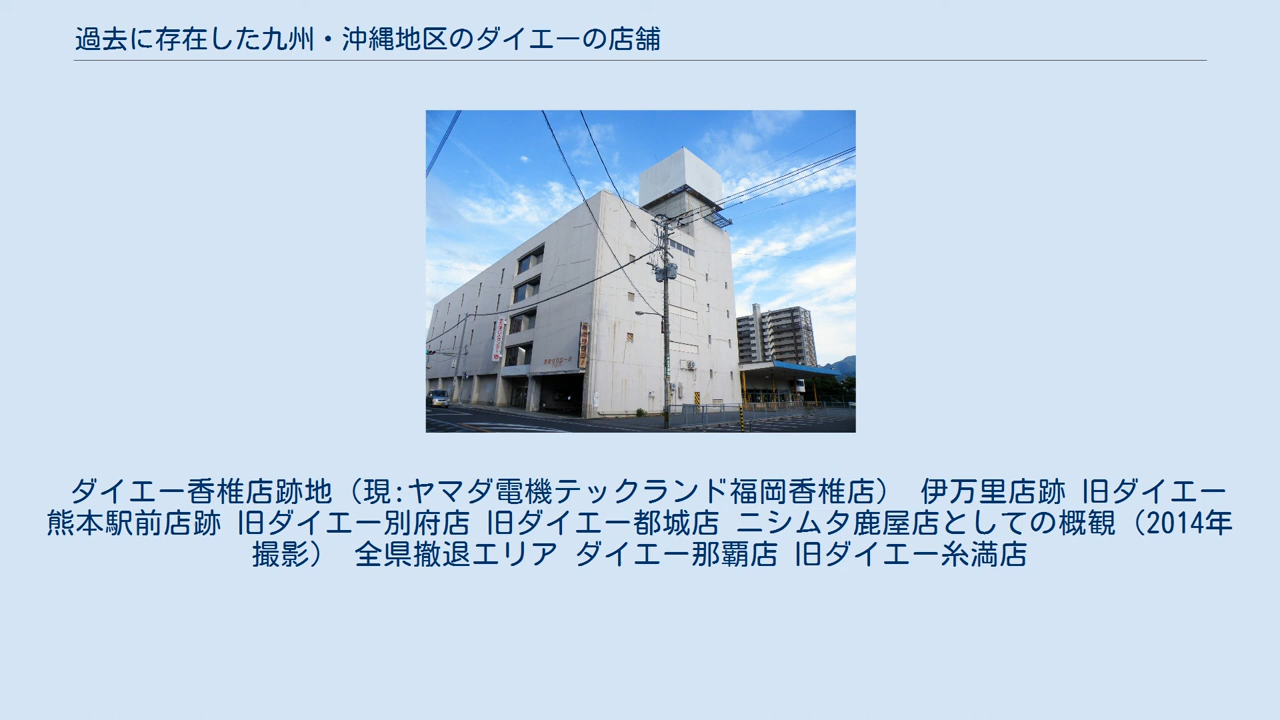 過去に存在した九州・沖縄地区のダイエーの店舗
ダイエー香椎店跡地（現:ヤマダ電機テックランド福岡香椎店） 伊万里店跡 旧ダイエー
熊本駅前店跡 旧ダイエー別府店 旧ダイエー都城店 ニシムタ鹿屋店としての概観（2014年
撮影） 全県撤退エリア ダイエー那覇店 旧ダイエー糸満店